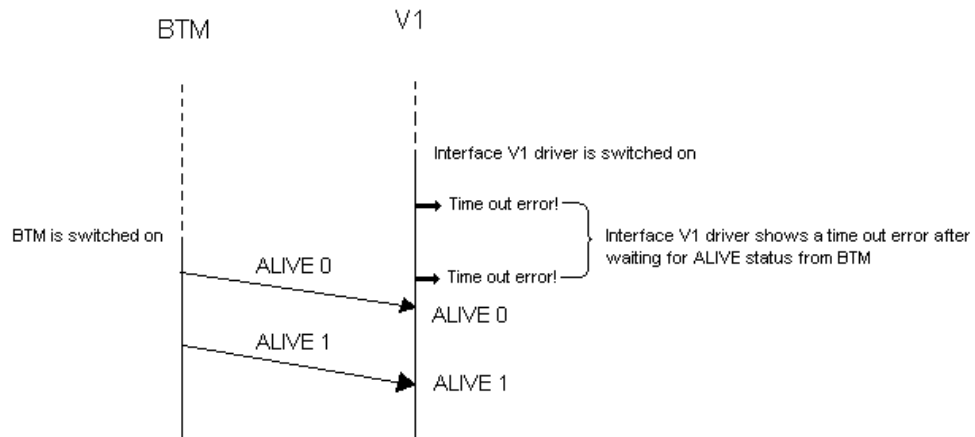 BTM
V1
Interface V1 driver is switched on
Time out error!
BTM is switched on
Interface V1 driver shows a time out error after
waiting for ALIVE status from BTM
ALIVE 0
Time out error!
ALIVE 0
ALIVE 1
ALIVE 1